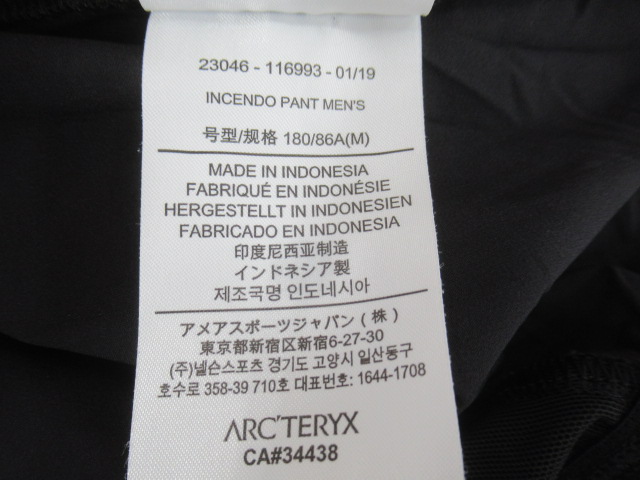 23046 - 116993 - 01/19
INCENDO PANT MEN'S
号型/规格 180/86A(M)
MADE IN INDONESIA
FABRIQUÉ EN INDONÉSIE
HERGESTELLT IN INDONESIEN
FABRICADO EN INDONESIA
印度尼西亚制造
インドネシア製
제조국명 인도네시아
アメアスポーツジャパン (株)
東京都新宿区新宿6-27-30
(주)넬슨스포츠 경기도 고양시 일산동구
호수로 358-39 710호 대표번호: 1644-1708
ARC'TERYX
CA#34438